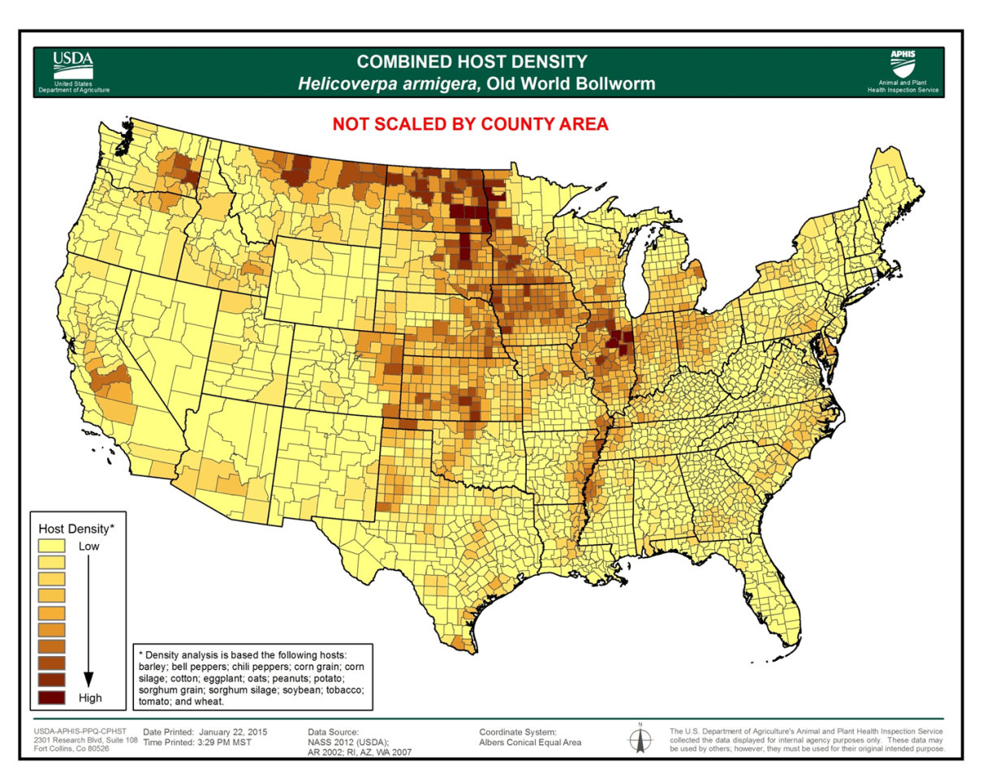 USDA
United States
Department of Agriculture
COMBINED HOST DENSITY
Helicoverpa armigera, Old World Bollworm
APHIS
Animal and Plant
Health Inspection Service
NOT SCALED BY COUNTY AREA
Host Density*
Low
High
* Density analysis is based the following hosts:
barley; bell peppers; chili peppers; corn grain; corn
silage; cotton; eggplant; oats; peanuts; potato;
sorghum grain; sorghum silage; soybean; tobacco;
tomato; and wheat.
USDA-APHIS-PPQ-CPHST
2301 Research Blvd, Suite 108
Fort Collins, Co 80526
Date Printed: January 22, 2015
Time Printed: 3:29 PM MST
Data Source:
NASS 2012 (USDA);
AR 2002; RI, AZ, WA 2007
Coordinate System:
Albers Conical Equal Area
N
The U.S. Department of Agriculture's Animal and Plant Health Inspection Service
collected the data displayed for internal agency purposes only. These data may
be used by others; however, they must be used for their original intended purpose.